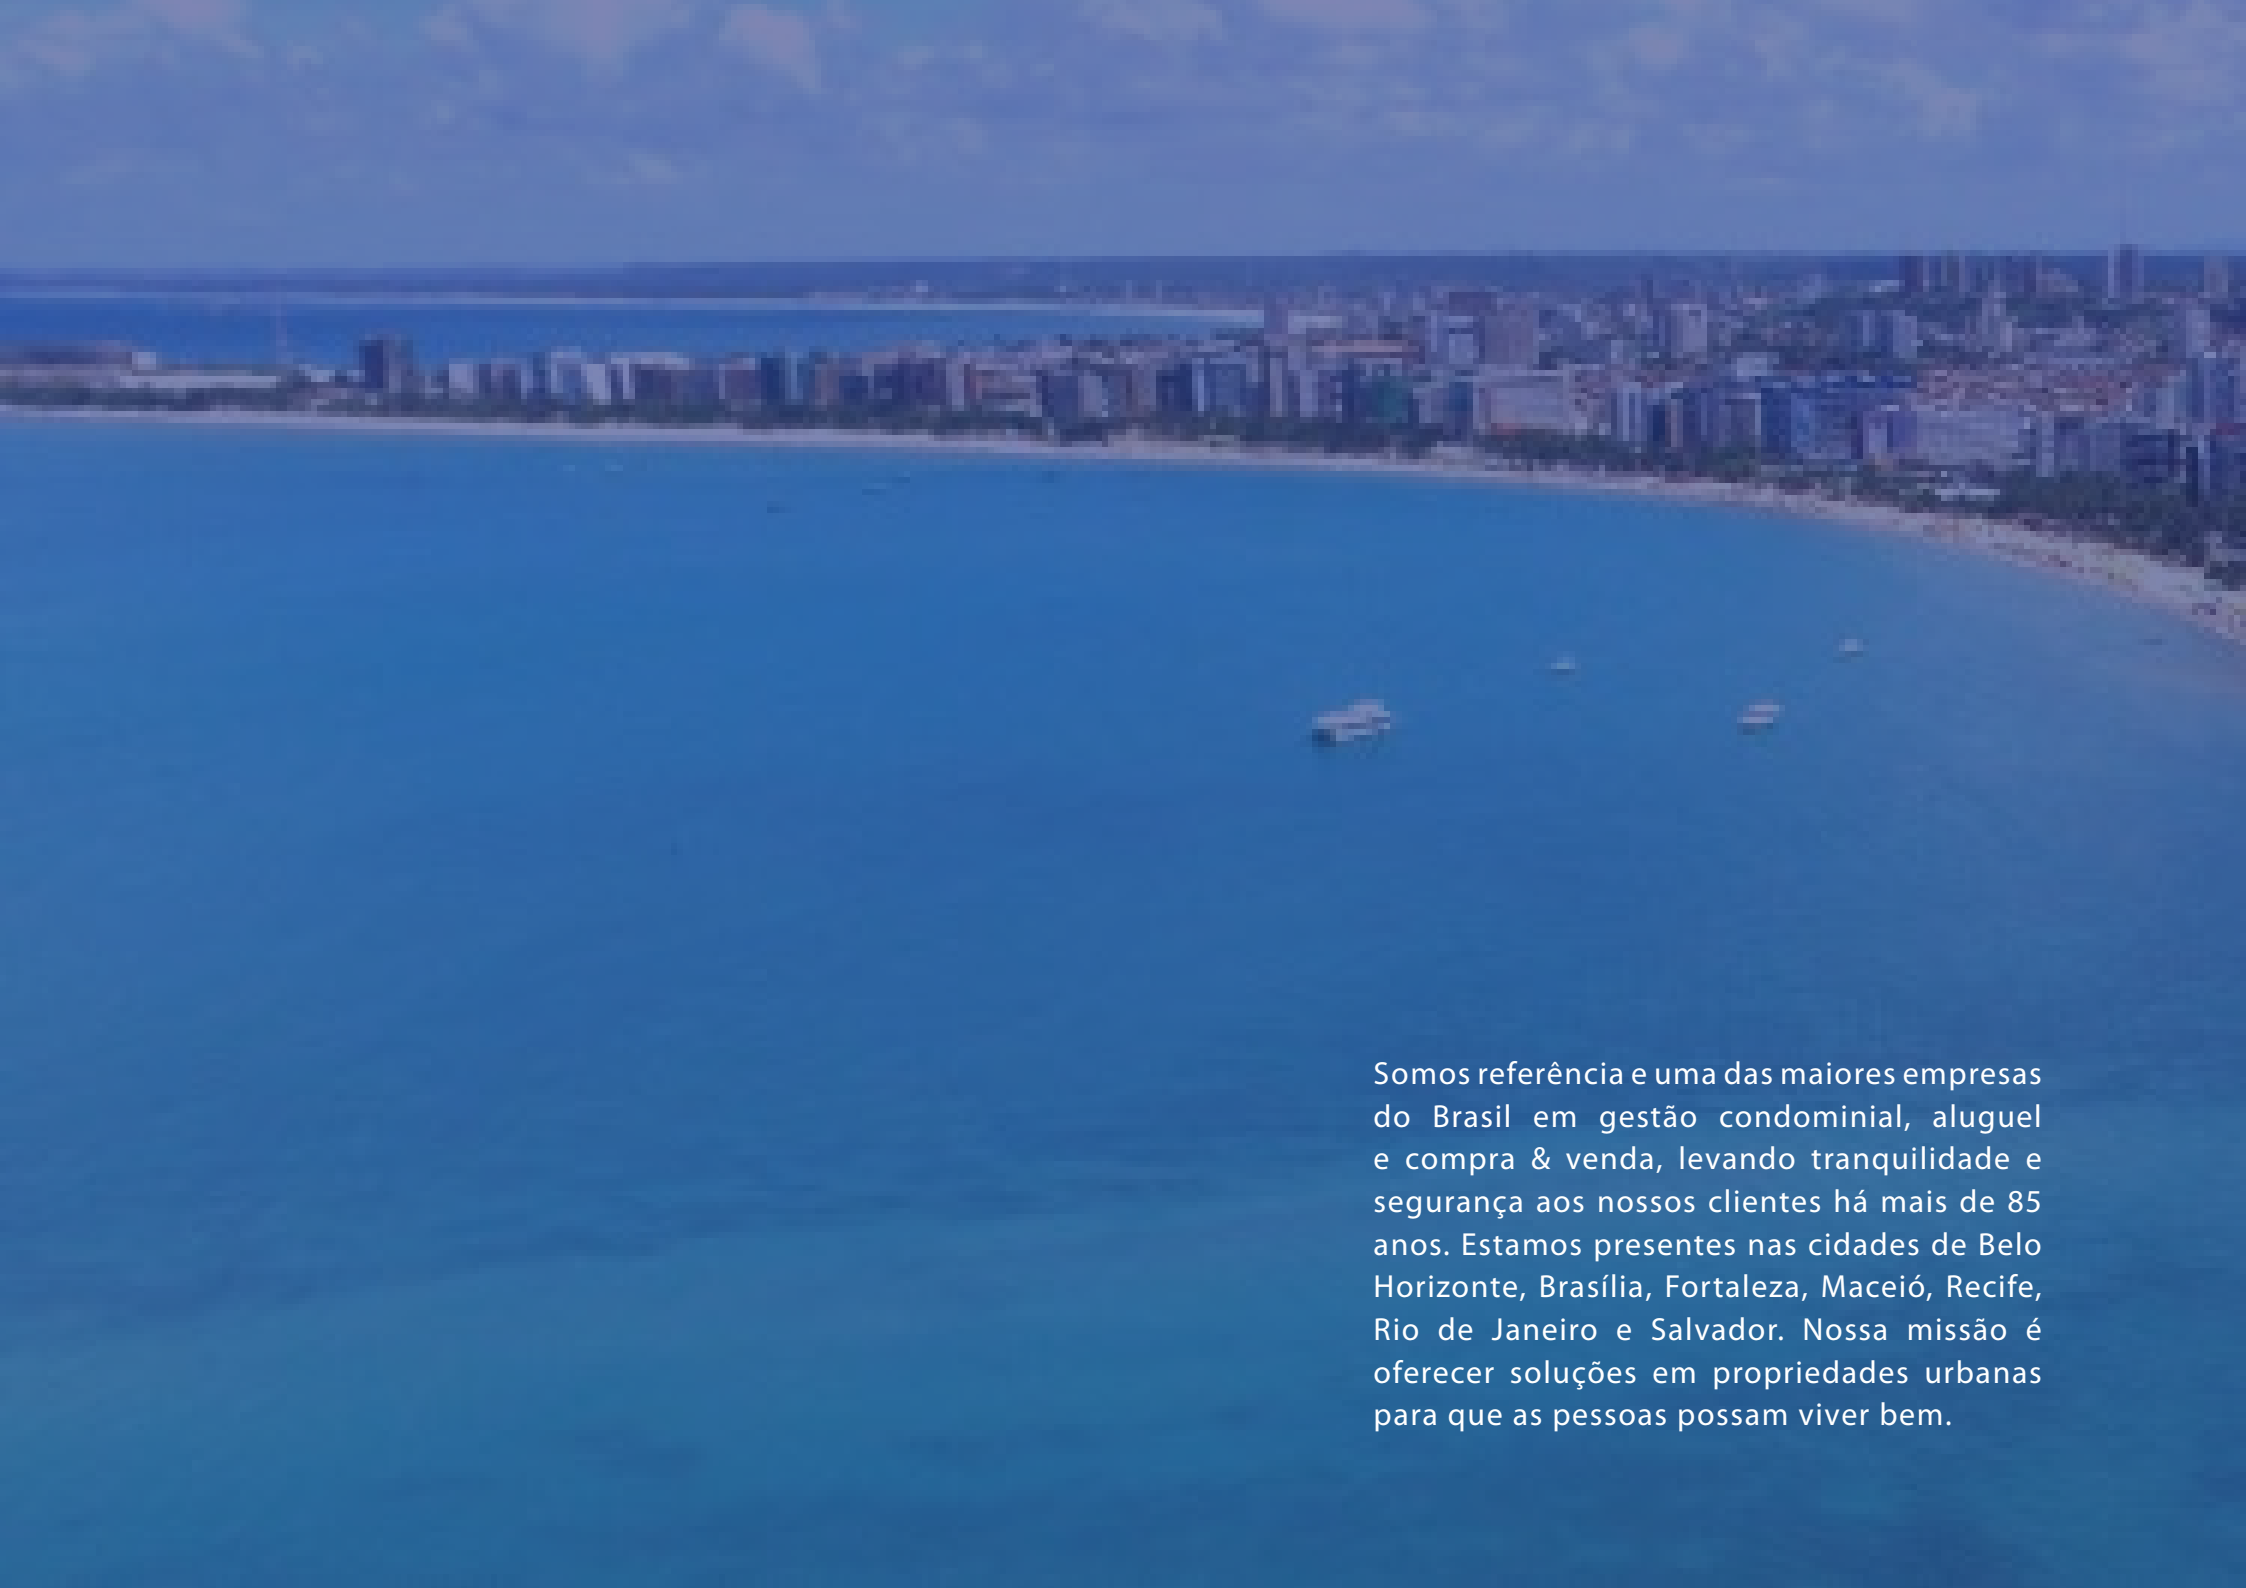 Somos referência e uma das maiores empresas
do Brasil em gestão condominial, aluguel
e compra & venda, levando tranquilidade e
segurança aos nossos clientes há mais de 85
anos. Estamos presentes nas cidades de Belo
Horizonte, Brasília, Fortaleza, Maceió, Recife,
Rio de Janeiro e Salvador. Nossa missão é
oferecer soluções em propriedades urbanas
para que as pessoas possam viver bem.